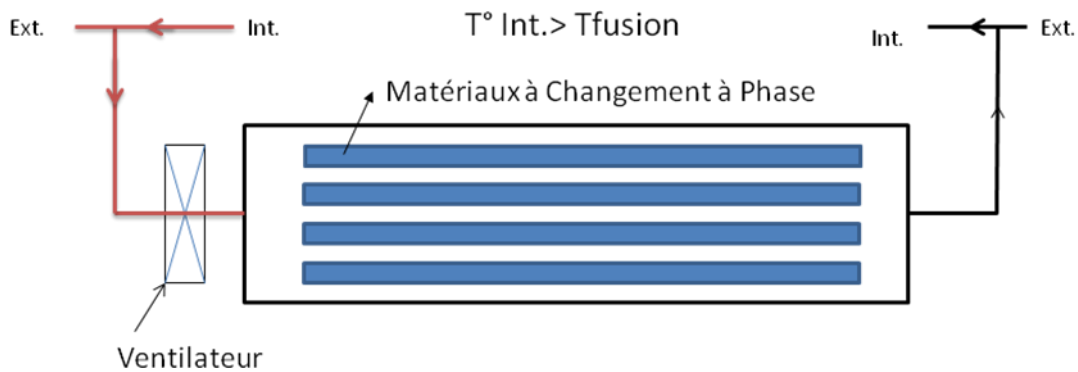 Ext.
Int.
T° Int.> Tfusion
Int.
Ext.
Matériaux à Changement à Phase
Ventilateur